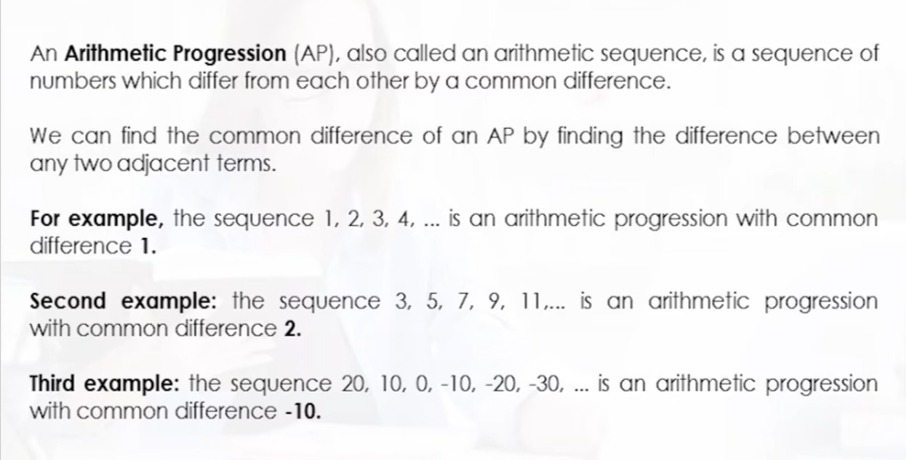 An Arithmetic Progression (AP), also called an arithmetic sequence, is a sequence of
numbers which differ from each other by a common difference.
We can find the common difference of an AP by finding the difference between
any two adjacent terms.
For example, the sequence 1, 2, 3, 4, ... is an arithmetic progression with common
difference 1.
Second example: the sequence 3, 5, 7, 9, 11,... is an arithmetic progression
with common difference 2.
Third example: the sequence 20, 10, 0, -10, -20, -30, ... is an arithmetic progression
with common difference -10.